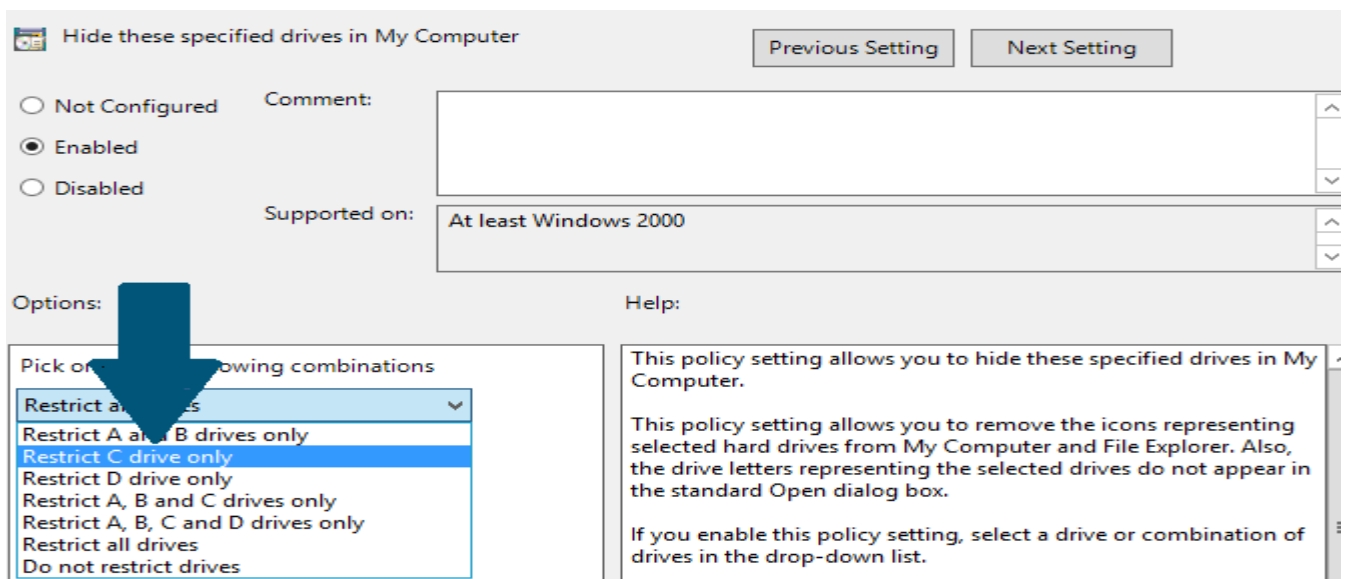 Hide these specified drives in My Computer
Previous Setting
Next Setting
Not Configured
Comment:
Enabled
Disabled
Supported on:
At least Windows 2000
Options:
Help:
Pick owing combinations
Restrict a
Restrict A and B drives only
Restrict C drive only
Restrict D drive only
Restrict A, B and C drives only
Restrict A, B, C and D drives only
Restrict all drives
Do not restrict drives
This policy setting allows you to hide these specified drives in My
Computer.
This policy setting allows you to remove the icons representing
selected hard drives from My Computer and File Explorer. Also,
the drive letters representing the selected drives do not appear in
the standard Open dialog box.
If you enable this policy setting, select a drive or combination of
drives in the drop-down list.